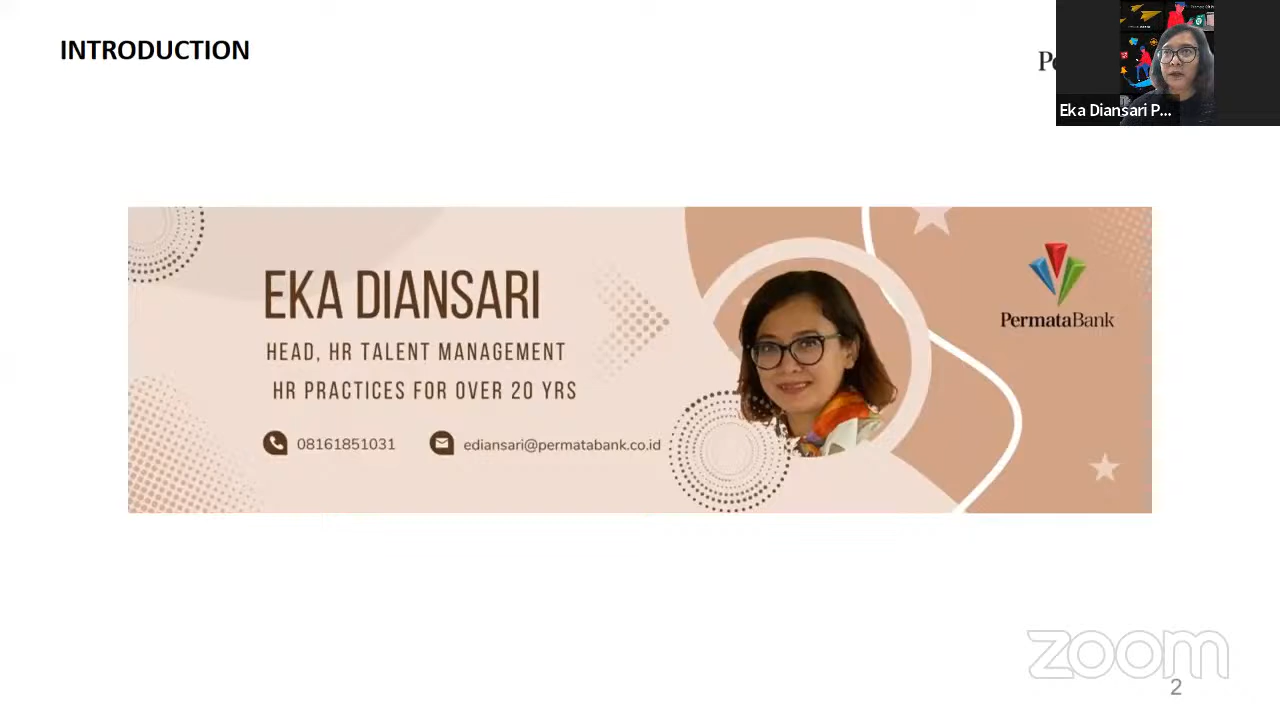 INTRODUCTION
Eka Diansari P...
EKA DIANSARI
HEAD, HR TALENT MANAGEMENT
HR PRACTICES FOR OVER 20 YRS
08161851031
ediansari@permatabank.co.id
PermataBank
zoom
2